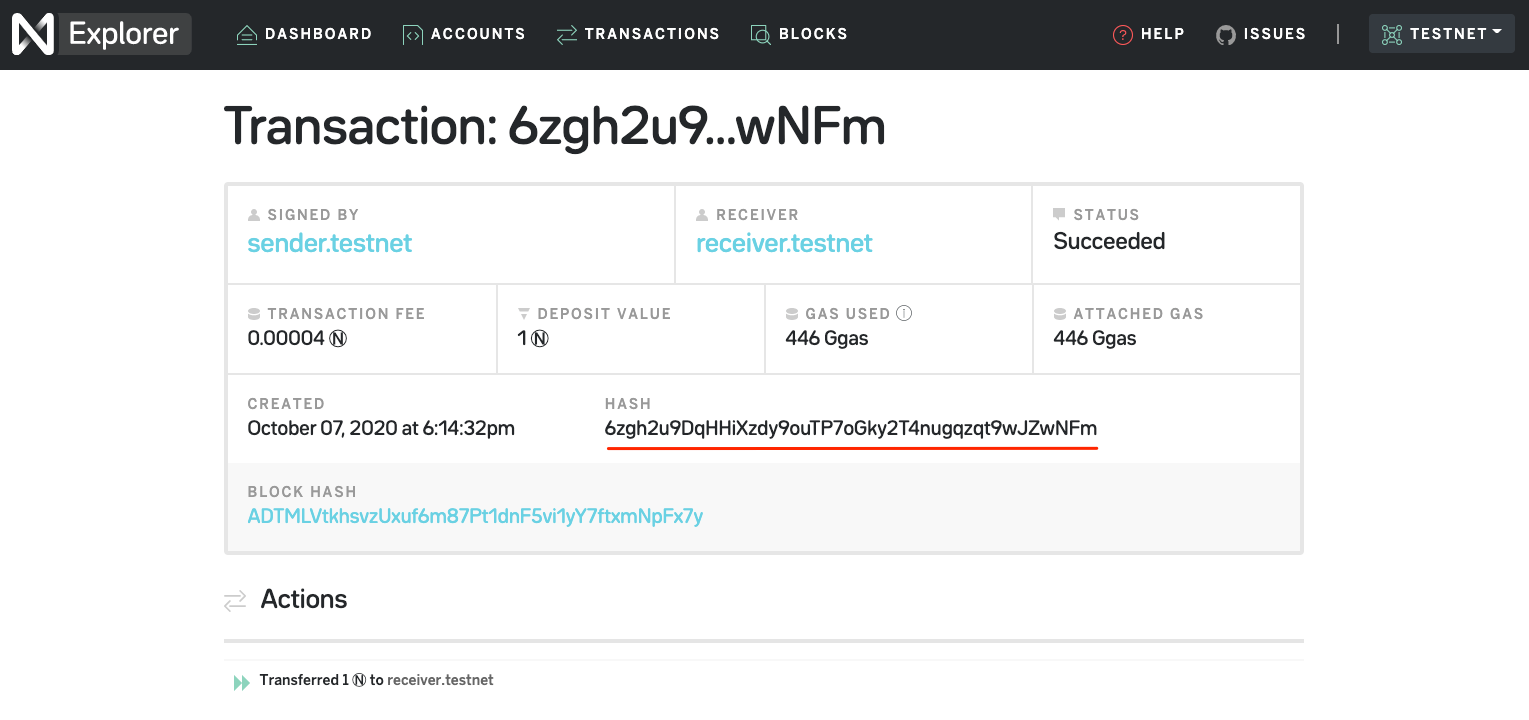 Explorer DASHBOARD ACCOUNTS TRANSACTIONS BLOCKS HELP ISSUES TESTNET
Transaction: 6zgh2u9...wNFm
SIGNED BY RECEIVER STATUS
sender.testnet receiver.testnet Succeeded
TRANSACTION FEE DEPOSIT VALUE GAS USED ATTACHED GAS
0.00004 Ⓝ 1 Ⓝ 446 Ggas 446 Ggas
CREATED HASH
October 07, 2020 at 6:14:32pm 6zgh2u9DqHHiXzdy9ouTP7oGky2T4nugqzqt9wJZwNFm
BLOCK HASH
ADTMLVtkhsvzUxuf6m87Pt1dnF5vi1yY7ftxmNpFx7y
Actions
Transferred 1 Ⓝ to receiver.testnet